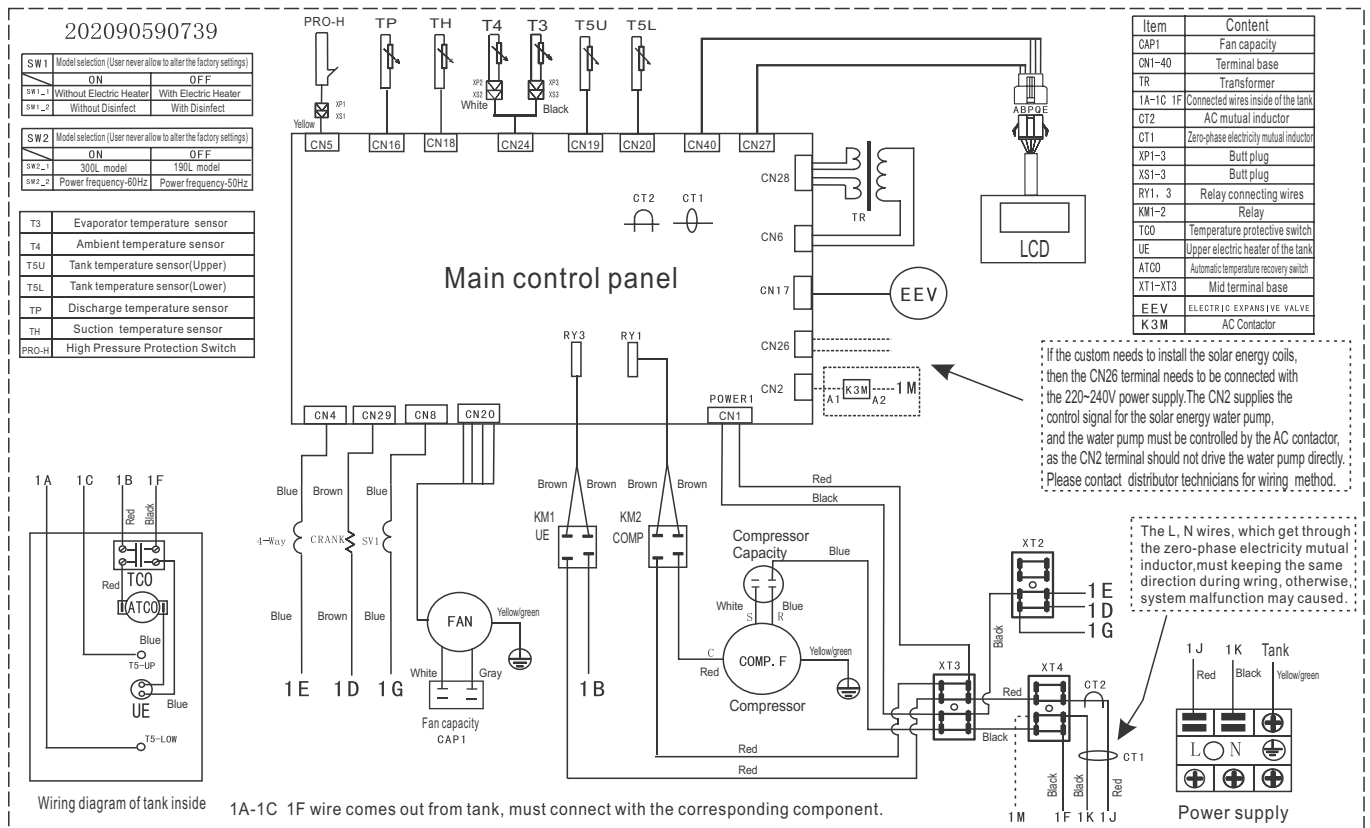 202090590739
SW1 Model selection (User never allow to alter the factory settings)
ON OFF
SW1_1 Without Electric Heater With Electric Heater
SW1_2 Without Disinfect With Disinfect
SW2 Model selection (User never allow to alter the factory settings)
ON OFF
SW2_1 300L model 190L model
SW2_2 Power frequency-60Hz Power frequency-50Hz
T3 Evaporator temperature sensor
T4 Ambient temperature sensor
T5U Tank temperature sensor(Upper)
T5L Tank temperature sensor(Lower)
TP Discharge temperature sensor
TH Suction temperature sensor
PRO-H High Pressure Protection Switch
PRO-H TP TH T4 T3 T5U T5L
XP2 XP3
XS2 XS3
White Black
XP1
XS1
Yellow
CN5 CN16 CN18 CN24 CN19 CN20 CN40 CN27
ABPQE
LCD
CN28
TR
CT2 CT1
CN6
Main control panel
CN17
EEV
RY3 RY1
CN26
CN2
A1 K3M A2 1M
POWER1
CN4 CN29 CN8 CN20 CN1
Item Content
CAP1 Fan capacity
CN1-40 Terminal base
TR Transformer
1A-1C 1F Connected wires inside of the tank
CT2 AC mutual inductor
CT1 Zero-phase electricity mutual inductor
XP1-3 Butt plug
XS1-3 Butt plug
RY1, 3 Relay connecting wires
KM1-2 Relay
TCO Temperature protective switch
UE Upper electric heater of the tank
ATCO Automatic temperature recovery switch
XT1-XT3 Mid terminal base
EEV ELECTRIC EXPANSIVE VALVE
K3M AC Contactor
If the custom needs to install the solar energy coils,
then the CN26 terminal needs to be connected with
the 220~240V power supply.The CN2 supplies the
control signal for the solar energy water pump,
and the water pump must be controlled by the AC contactor,
as the CN2 terminal should not drive the water pump directly.
Please contact distributor technicians for wiring method.
The L, N wires, which get through
the zero-phase electricity mutual
inductor,must keeping the same
direction during wring, otherwise,
system malfunction may caused.
1A 1C 1B 1F
Red Black
TCO
Red
ATCO
Blue
T5-UP
UE Blue
T5-LOW
Wiring diagram of tank inside
Blue Brown Blue
4-Way CRANK SV1
Blue Brown Blue
1E 1D 1G
FAN
Yellow/green
White Gray
Fan capacity
CAP1
Brown Brown
KM1
UE
1B
Brown Brown
KM2
COMP
Red
Black
Compressor
Capacity
Blue
White Blue
S R
C
Red
COMP.F
Yellow/green
Compressor
Red
Red
XT2
1E
1D
1G
Black
XT3 XT4
Red
CT2
Black
CT1
Black Black Red
1M 1F 1K 1J
1J 1K Tank
Red Black Yellow/green
L N
Power supply
1A-1C 1F wire comes out from tank, must connect with the corresponding component.